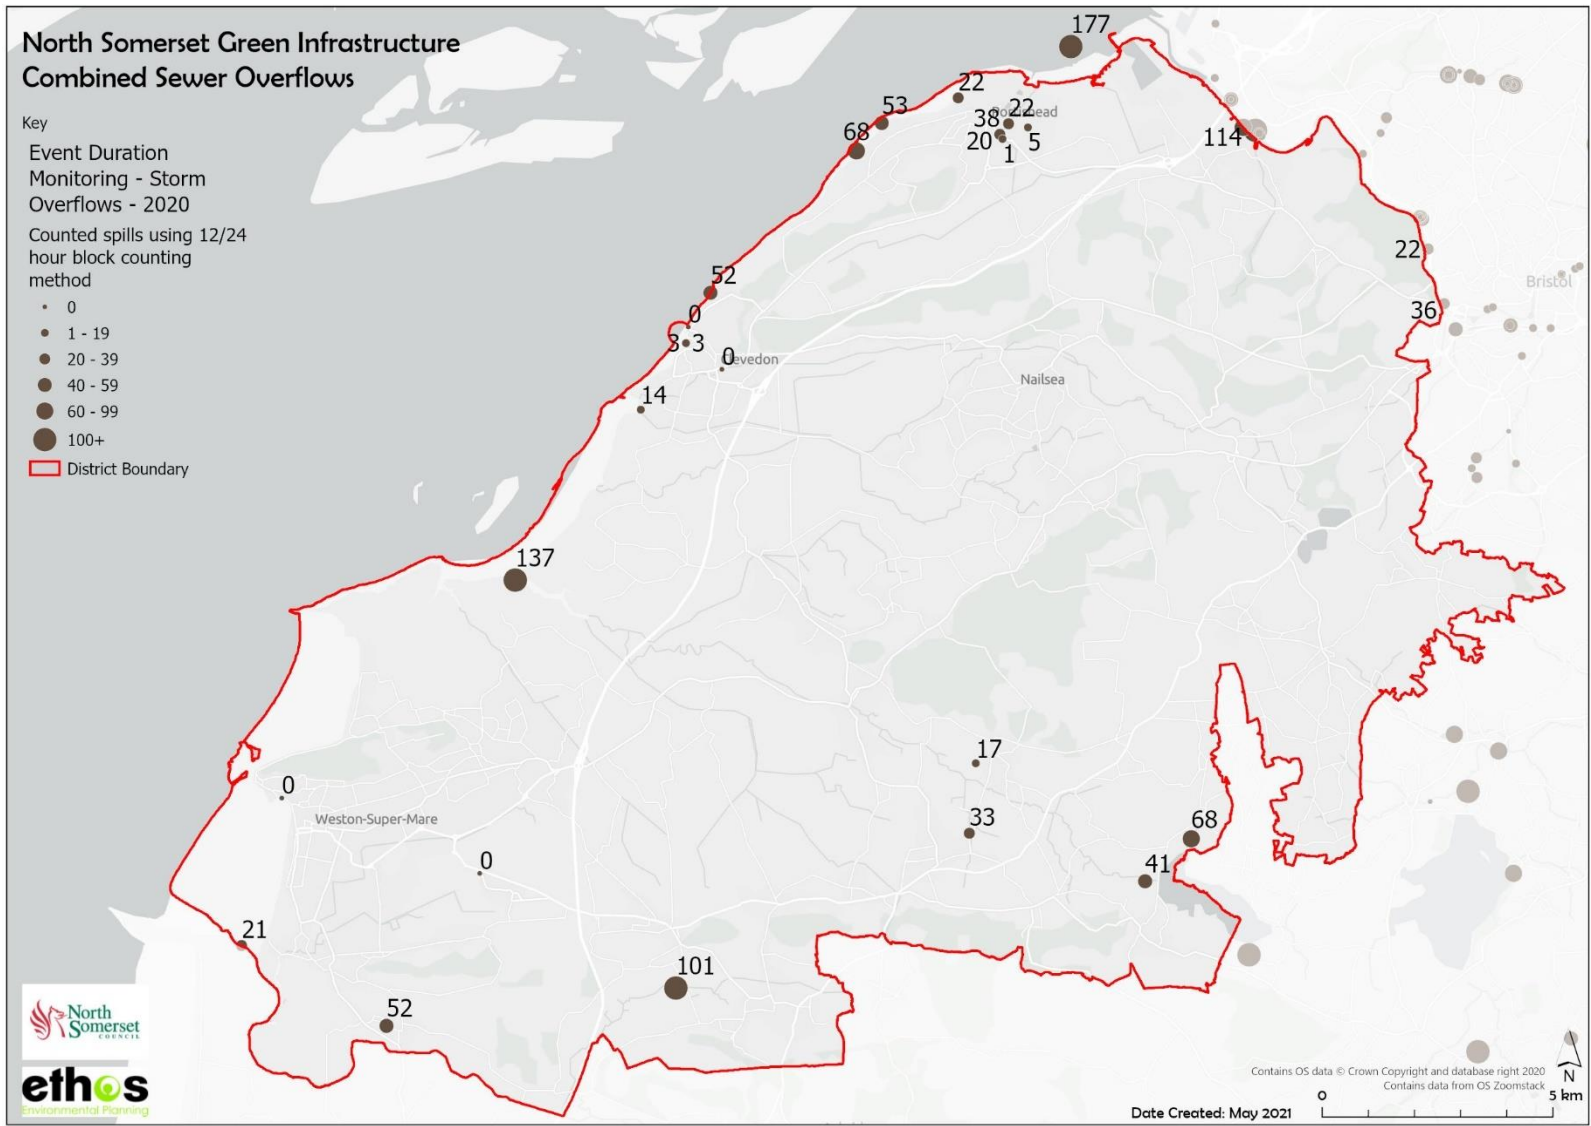 North Somerset Green Infrastructure
Combined Sewer Overflows
Key
Event Duration
Monitoring - Storm
Overflows - 2020
Counted spills using 12/24
hour block counting
method
0
1 - 19
20 - 39
40 - 59
60 - 99
100+
District Boundary
177
22
53
68
38
22
Portishead
20
1
5
114
22
Bristol
36
52
0
3
3
0
Clevedon
14
Nailsea
137
17
0
Weston-Super-Mare
33
68
0
41
21
101
52
North
Somerset
COUNCIL
ethos
Environmental Planning
Contains OS data © Crown Copyright and database right 2020
Contains data from OS Zoomstack
N
0
5 km
Date Created: May 2021